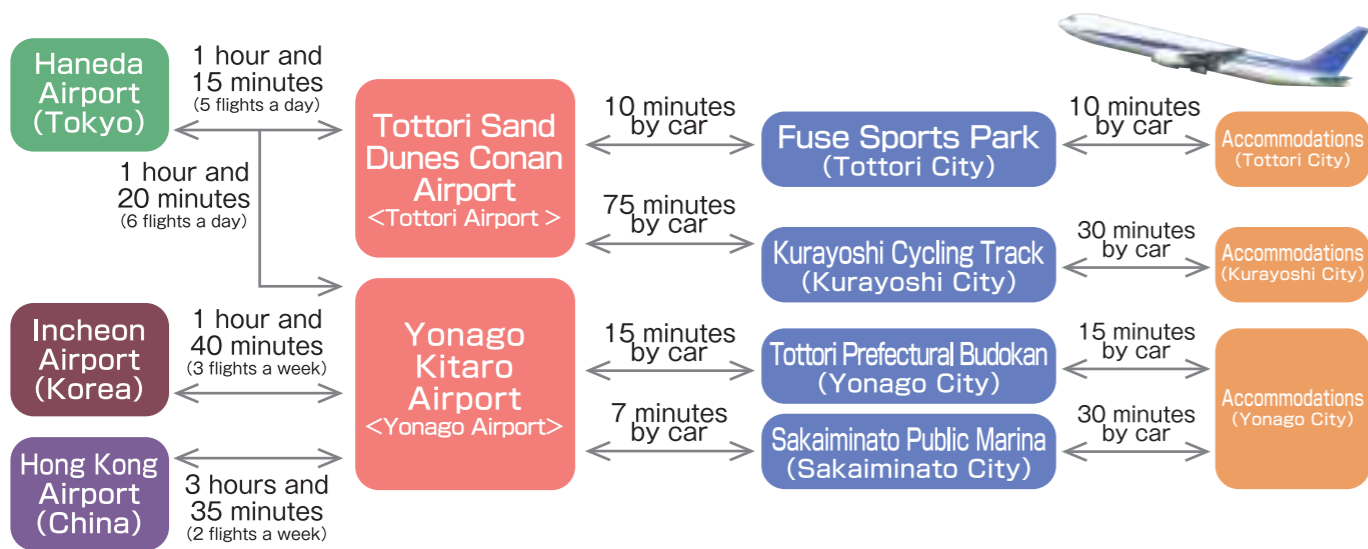 Haneda
Airport
(Tokyo)
1 hour and
15 minutes
(5 flights a day)
1 hour and
20 minutes
(6 flights a day)
Incheon
Airport
(Korea)
1 hour and
40 minutes
(3 flights a week)
Hong Kong
Airport
(China)
3 hours and
35 minutes
(2 flights a week)
Tottori Sand
Dunes Conan
Airport
<Tottori Airport >
Yonago
Kitaro
Airport
<Yonago Airport>
10 minutes
by car
75 minutes
by car
15 minutes
by car
7 minutes
by car
Fuse Sports Park
(Tottori City)
Kurayoshi Cycling Track
(Kurayoshi City)
Tottori Prefectural Budokan
(Yonago City)
Sakaiminato Public Marina
(Sakaiminato City)
10 minutes
by car
30 minutes
by car
15 minutes
by car
30 minutes
by car
Accommodations
(Tottori City)
Accommodations
(Kurayoshi City)
Accommodations
(Yonago City)